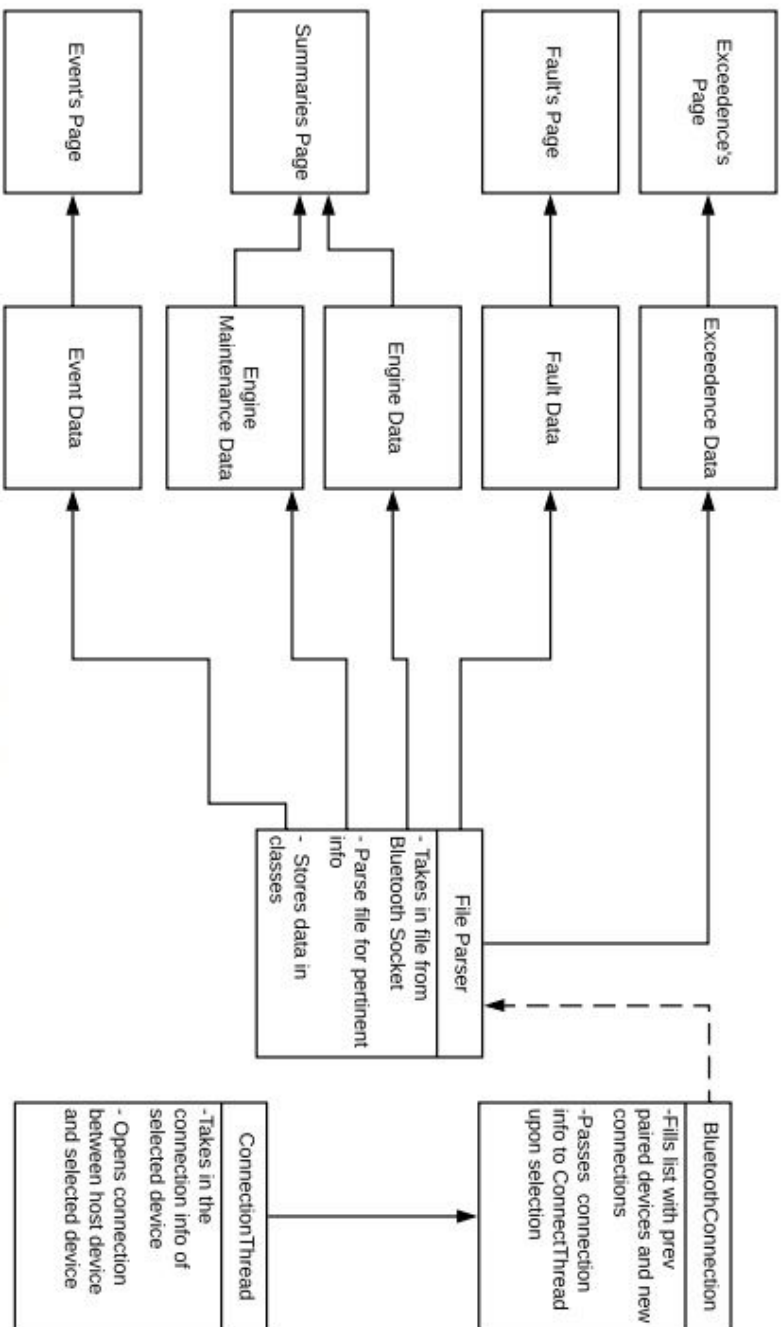 Exceedence's
Page
Exceedence Data
BluetoothConnection
-Fills list with prev
paired devices and new
connections
-Passes connection
info to ConnectThread
upon selection
Fault's Page
Fault Data
File Parser
- Takes in file from
Bluetooth Socket
- Parse file for pertinent
info
- Stores data in
classes
Summaries Page
Engine Data
Engine
Maintenance Data
ConnectionThread
-Takes in the
connection info of
selected device
- Opens connection
between host device
and selected device
Event's Page
Event Data